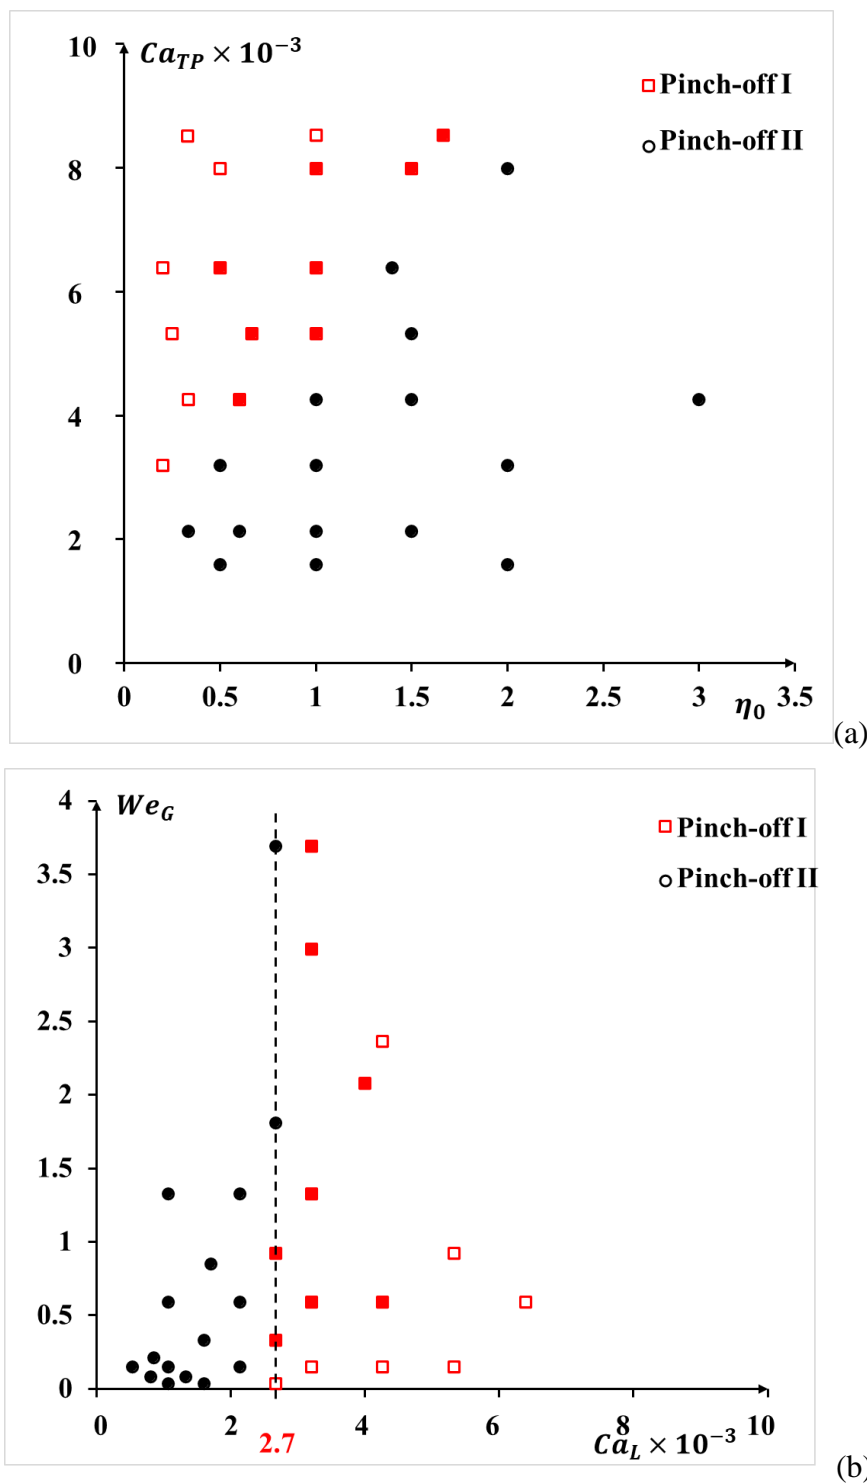 10 Ca_TP × 10⁻³
Pinch-off I
Pinch-off II
8
6
4
2
0
0 0.5 1 1.5 2 2.5 3 3.5
η₀
(a)
4 We_G
Pinch-off I
Pinch-off II
3.5
3
2.5
2
1.5
1
0.5
0
0 2 4 6 8 10
2.7 Ca_L × 10⁻³
(b)